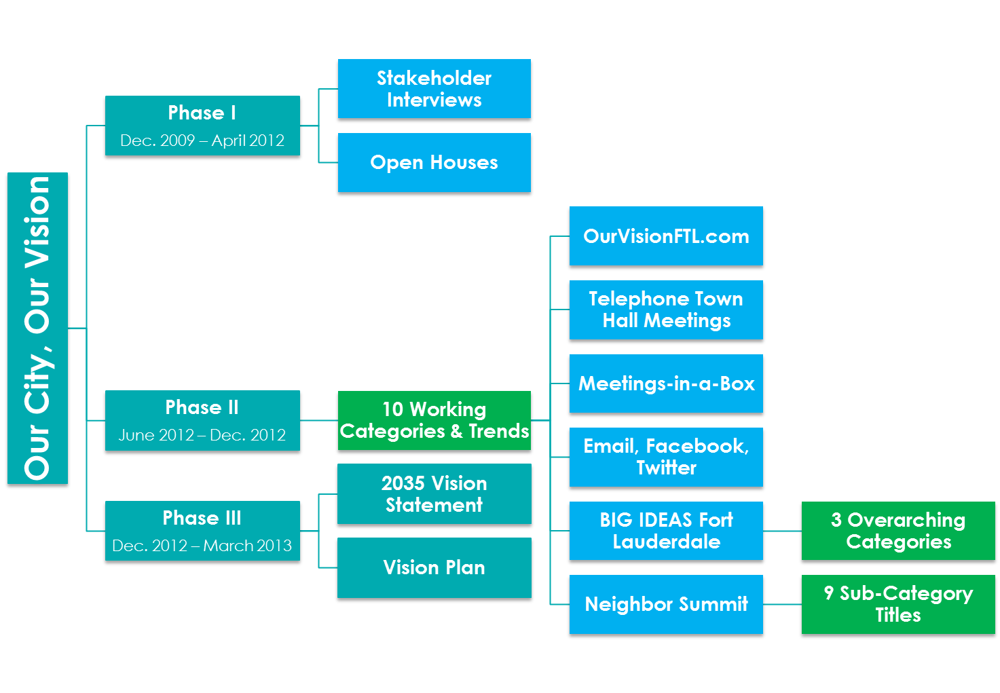 Our City, Our Vision
Phase I
Dec. 2009 – April 2012
Stakeholder
Interviews
Open Houses
Phase II
June 2012 – Dec. 2012
10 Working
Categories & Trends
OurVisionFTL.com
Telephone Town
Hall Meetings
Meetings-in-a-Box
Email, Facebook,
Twitter
BIG IDEAS Fort
Lauderdale
3 Overarching
Categories
Neighbor Summit
9 Sub-Category
Titles
Phase III
Dec. 2012 – March 2013
2035 Vision
Statement
Vision Plan